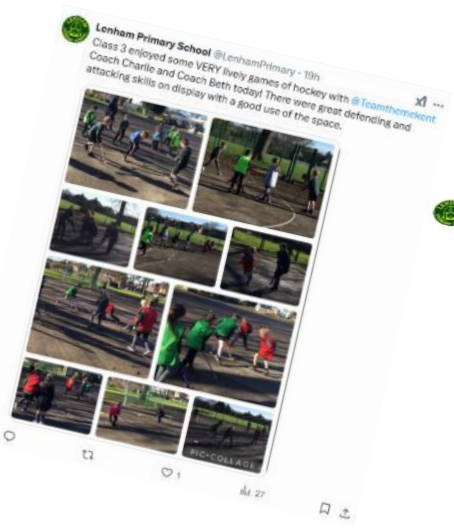 Lenham Primary School @LenhamPrimary · 19h
Class 3 enjoyed some VERY lively games of hockey with @Teamthemekent
Coach Charlie and Coach Beth today! There were great defending and
attacking skills on display with a good use of the space.
PIC•COLLAGE
1
27